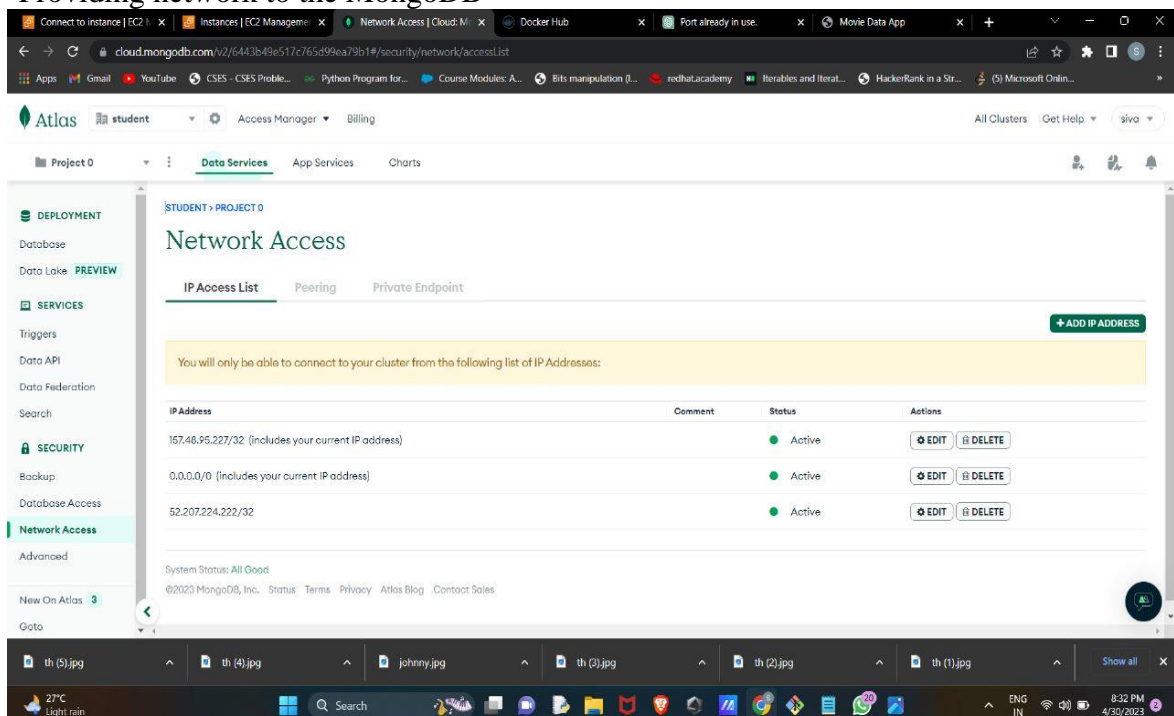 Providing network to the MongoDB
Connect to instance | EC2 M
Instances | EC2 Managemen
Network Access | Cloud: Mo
Docker Hub
Port already in use.
Movie Data App
cloud.mongodb.com/v2/6443b49e517c765d99ea79b1#/security/network/accessList
Apps Gmail YouTube CSES - CSES Proble... Python Program for... Course Modules: A... Bits manipulation (I... redhat.academy Iterables and Iterat... HackerRank in a Str... (5) Microsoft Onlin... »
Atlas student Access Manager Billing All Clusters Get Help siva
Project 0 Data Services App Services Charts
DEPLOYMENT
Database
Data Lake PREVIEW
SERVICES
Triggers
Data API
Data Federation
Search
SECURITY
Backup
Database Access
Network Access
Advanced
New On Atlas 3
Goto
STUDENT > PROJECT 0
Network Access
IP Access List Peering Private Endpoint
+ ADD IP ADDRESS
You will only be able to connect to your cluster from the following list of IP Addresses:
IP Address Comment Status Actions
157.48.95.227/32 (includes your current IP address) Active EDIT DELETE
0.0.0.0/0 (includes your current IP address) Active EDIT DELETE
52.207.224.222/32 Active EDIT DELETE
System Status: All Good
©2023 MongoDB, Inc. Status Terms Privacy Atlas Blog Contact Sales
th (5).jpg th (4).jpg johnny.jpg th (3).jpg th (2).jpg th (1).jpg Show all
27°C
Light rain
Search
20
ENG
IN
8:32 PM
4/30/2023
2